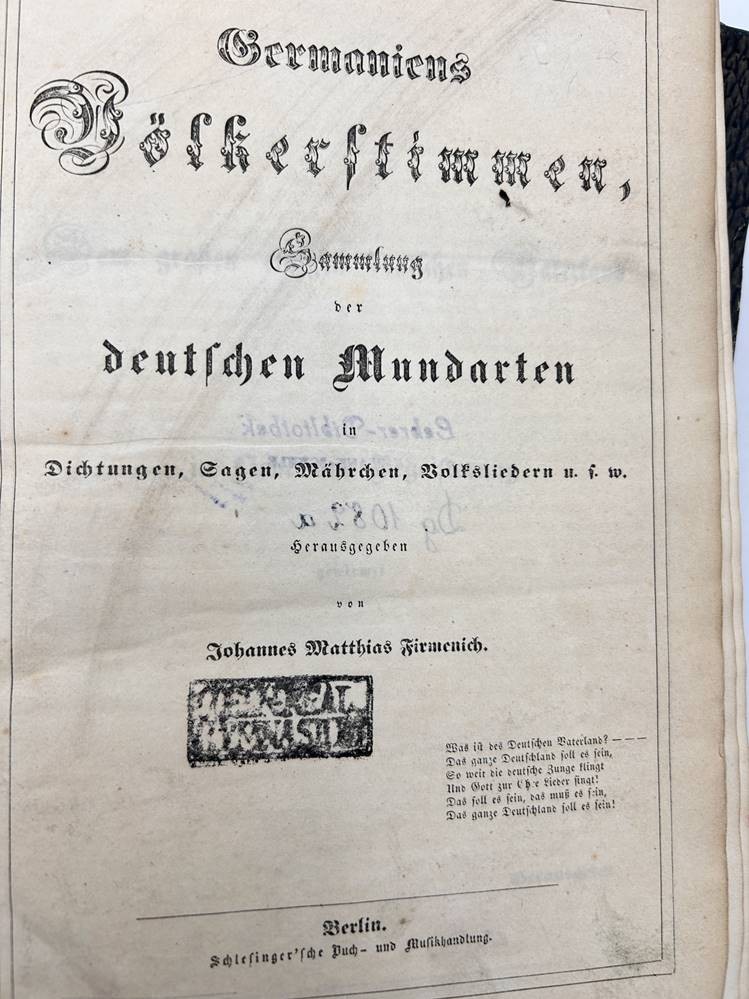 Germaniens
Völkerstimmen,
Sammlung
der
deutschen Mundarten
in
Dichtungen, Sagen, Mährchen, Volksliedern u. s. w.
Herausgegeben
von
Johannes Matthias Firmenich.
Was ist des Deutschen Vaterland? — — —
Das ganze Deutschland soll es sein,
So weit die deutsche Zunge klingt
Und Gott zur Ehre Lieder singt!
Das soll es sein, das muß es sein,
Das ganze Deutschland soll es sein!
Berlin.
Schlesinger'sche Buch- und Musikhandlung.